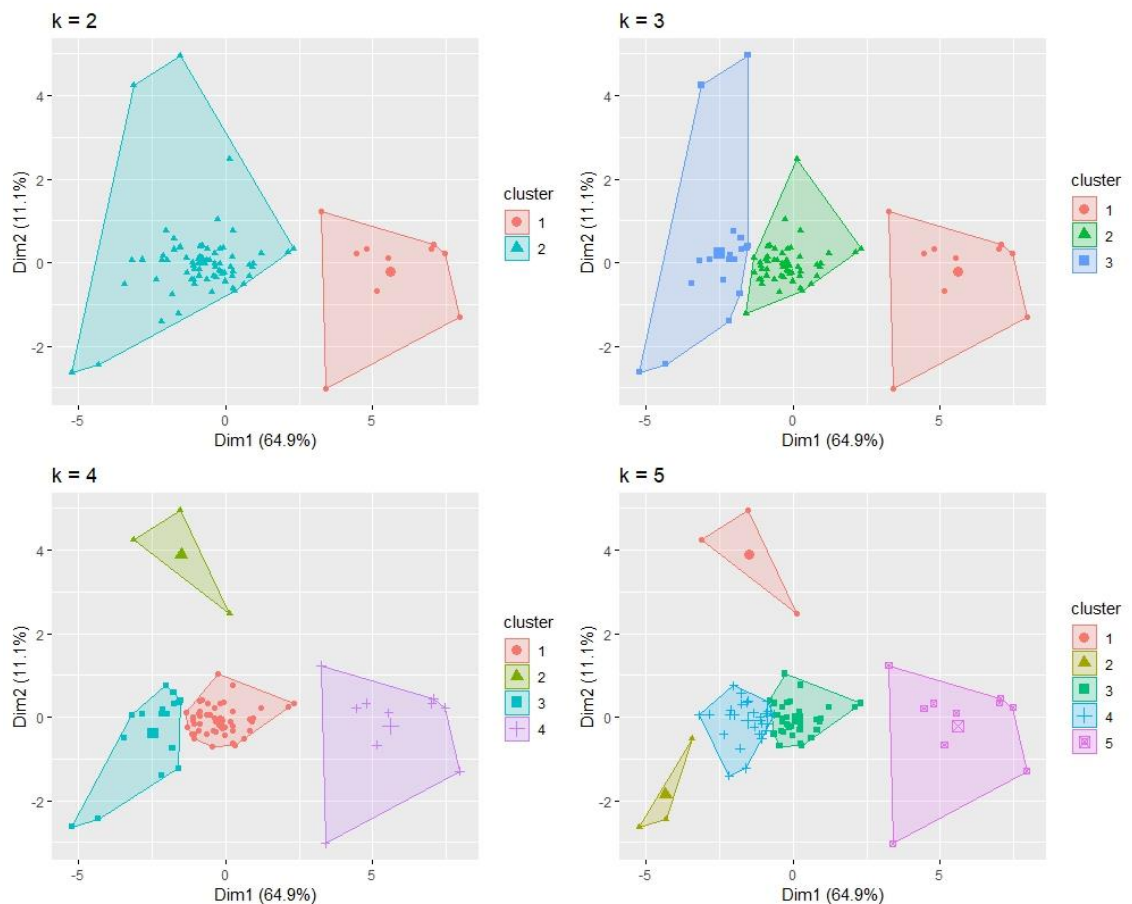 k = 2
4
2
0
-2
-5
0
5
Dim2 (11.1%)
Dim1 (64.9%)
cluster
1
2
k = 3
4
2
0
-2
-5
0
5
Dim2 (11.1%)
Dim1 (64.9%)
cluster
1
2
3
k = 4
4
2
0
-2
-5
0
5
Dim2 (11.1%)
Dim1 (64.9%)
cluster
1
2
3
4
k = 5
4
2
0
-2
-5
0
5
Dim2 (11.1%)
Dim1 (64.9%)
cluster
1
2
3
4
5